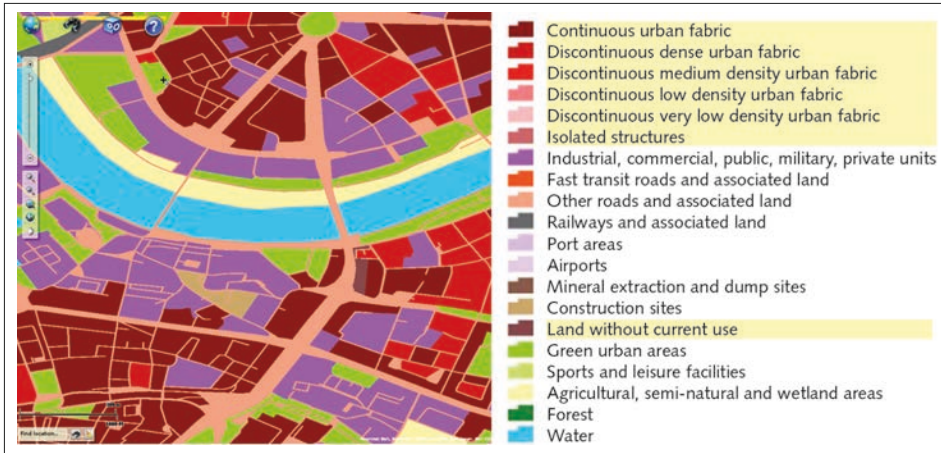 ?
Continuous urban fabric
Discontinuous dense urban fabric
Discontinuous medium density urban fabric
Discontinuous low density urban fabric
Discontinuous very low density urban fabric
Isolated structures
Industrial, commercial, public, military, private units
Fast transit roads and associated land
Other roads and associated land
Railways and associated land
Port areas
Airports
Mineral extraction and dump sites
Construction sites
Land without current use
Green urban areas
Sports and leisure facilities
Agricultural, semi-natural and wetland areas
Forest
Water
Find location...